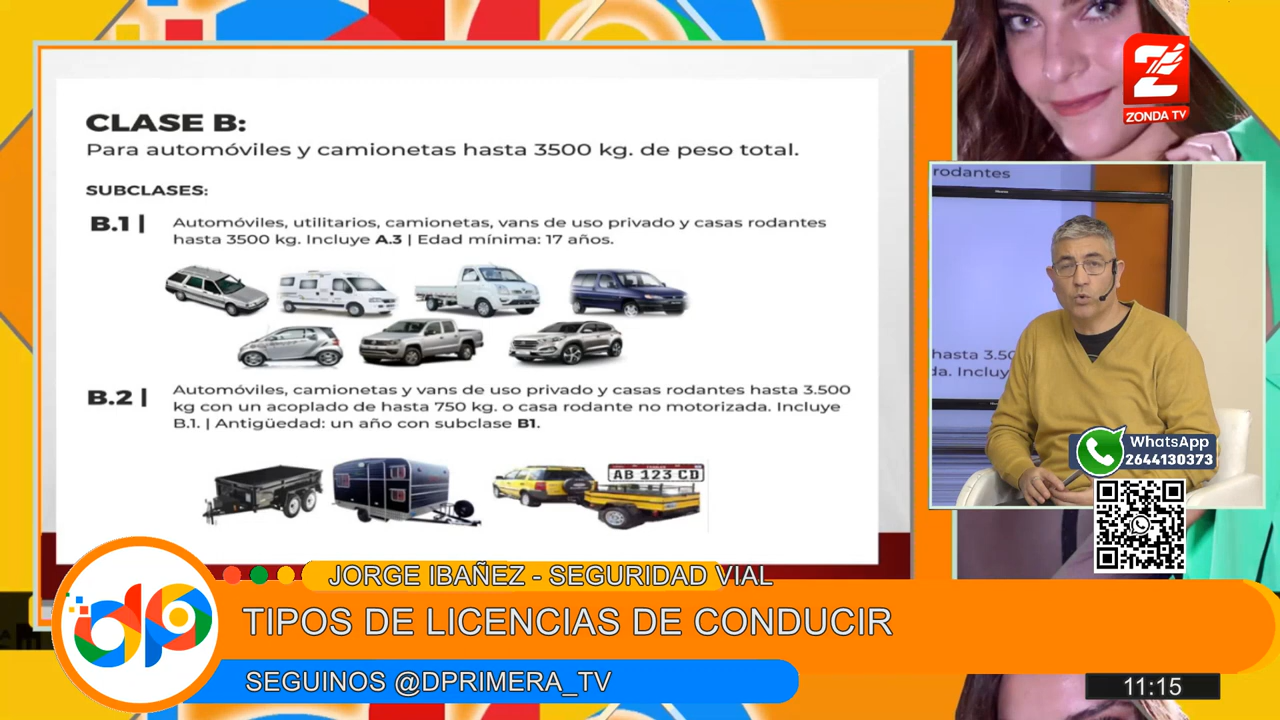 CLASE B:
Para automóviles y camionetas hasta 3500 kg. de peso total.
SUBCLASES:
B.1 |
Automóviles, utilitarios, camionetas, vans de uso privado y casas rodantes
hasta 3500 kg. Incluye A.3 | Edad mínima: 17 años.
B.2 |
Automóviles, camionetas y vans de uso privado y casas rodantes hasta 3.500
kg con un acoplado de hasta 750 kg. o casa rodante no motorizada. Incluye
B.1. | Antigüedad: un año con subclase B1.
AB 123 CD
ZONDA TV
rodantes
hasta 3.50
da. Incluy
WhatsApp
2644130373
JORGE IBAÑEZ - SEGURIDAD VIAL
TIPOS DE LICENCIAS DE CONDUCIR
dp
SEGUINOS @DPRIMERA_TV
11:15